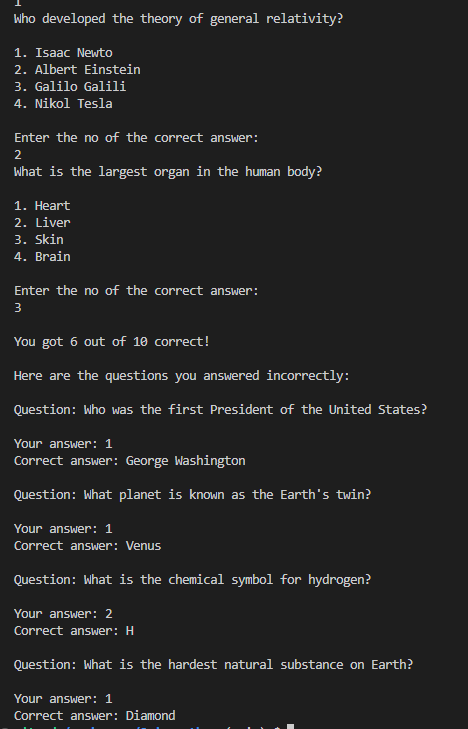 1
Who developed the theory of general relativity?
1. Isaac Newto
2. Albert Einstein
3. Galilo Galili
4. Nikol Tesla
Enter the no of the correct answer:
2
What is the largest organ in the human body?
1. Heart
2. Liver
3. Skin
4. Brain
Enter the no of the correct answer:
3
You got 6 out of 10 correct!
Here are the questions you answered incorrectly:
Question: Who was the first President of the United States?
Your answer: 1
Correct answer: George Washington
Question: What planet is known as the Earth's twin?
Your answer: 1
Correct answer: Venus
Question: What is the chemical symbol for hydrogen?
Your answer: 2
Correct answer: H
Question: What is the hardest natural substance on Earth?
Your answer: 1
Correct answer: Diamond